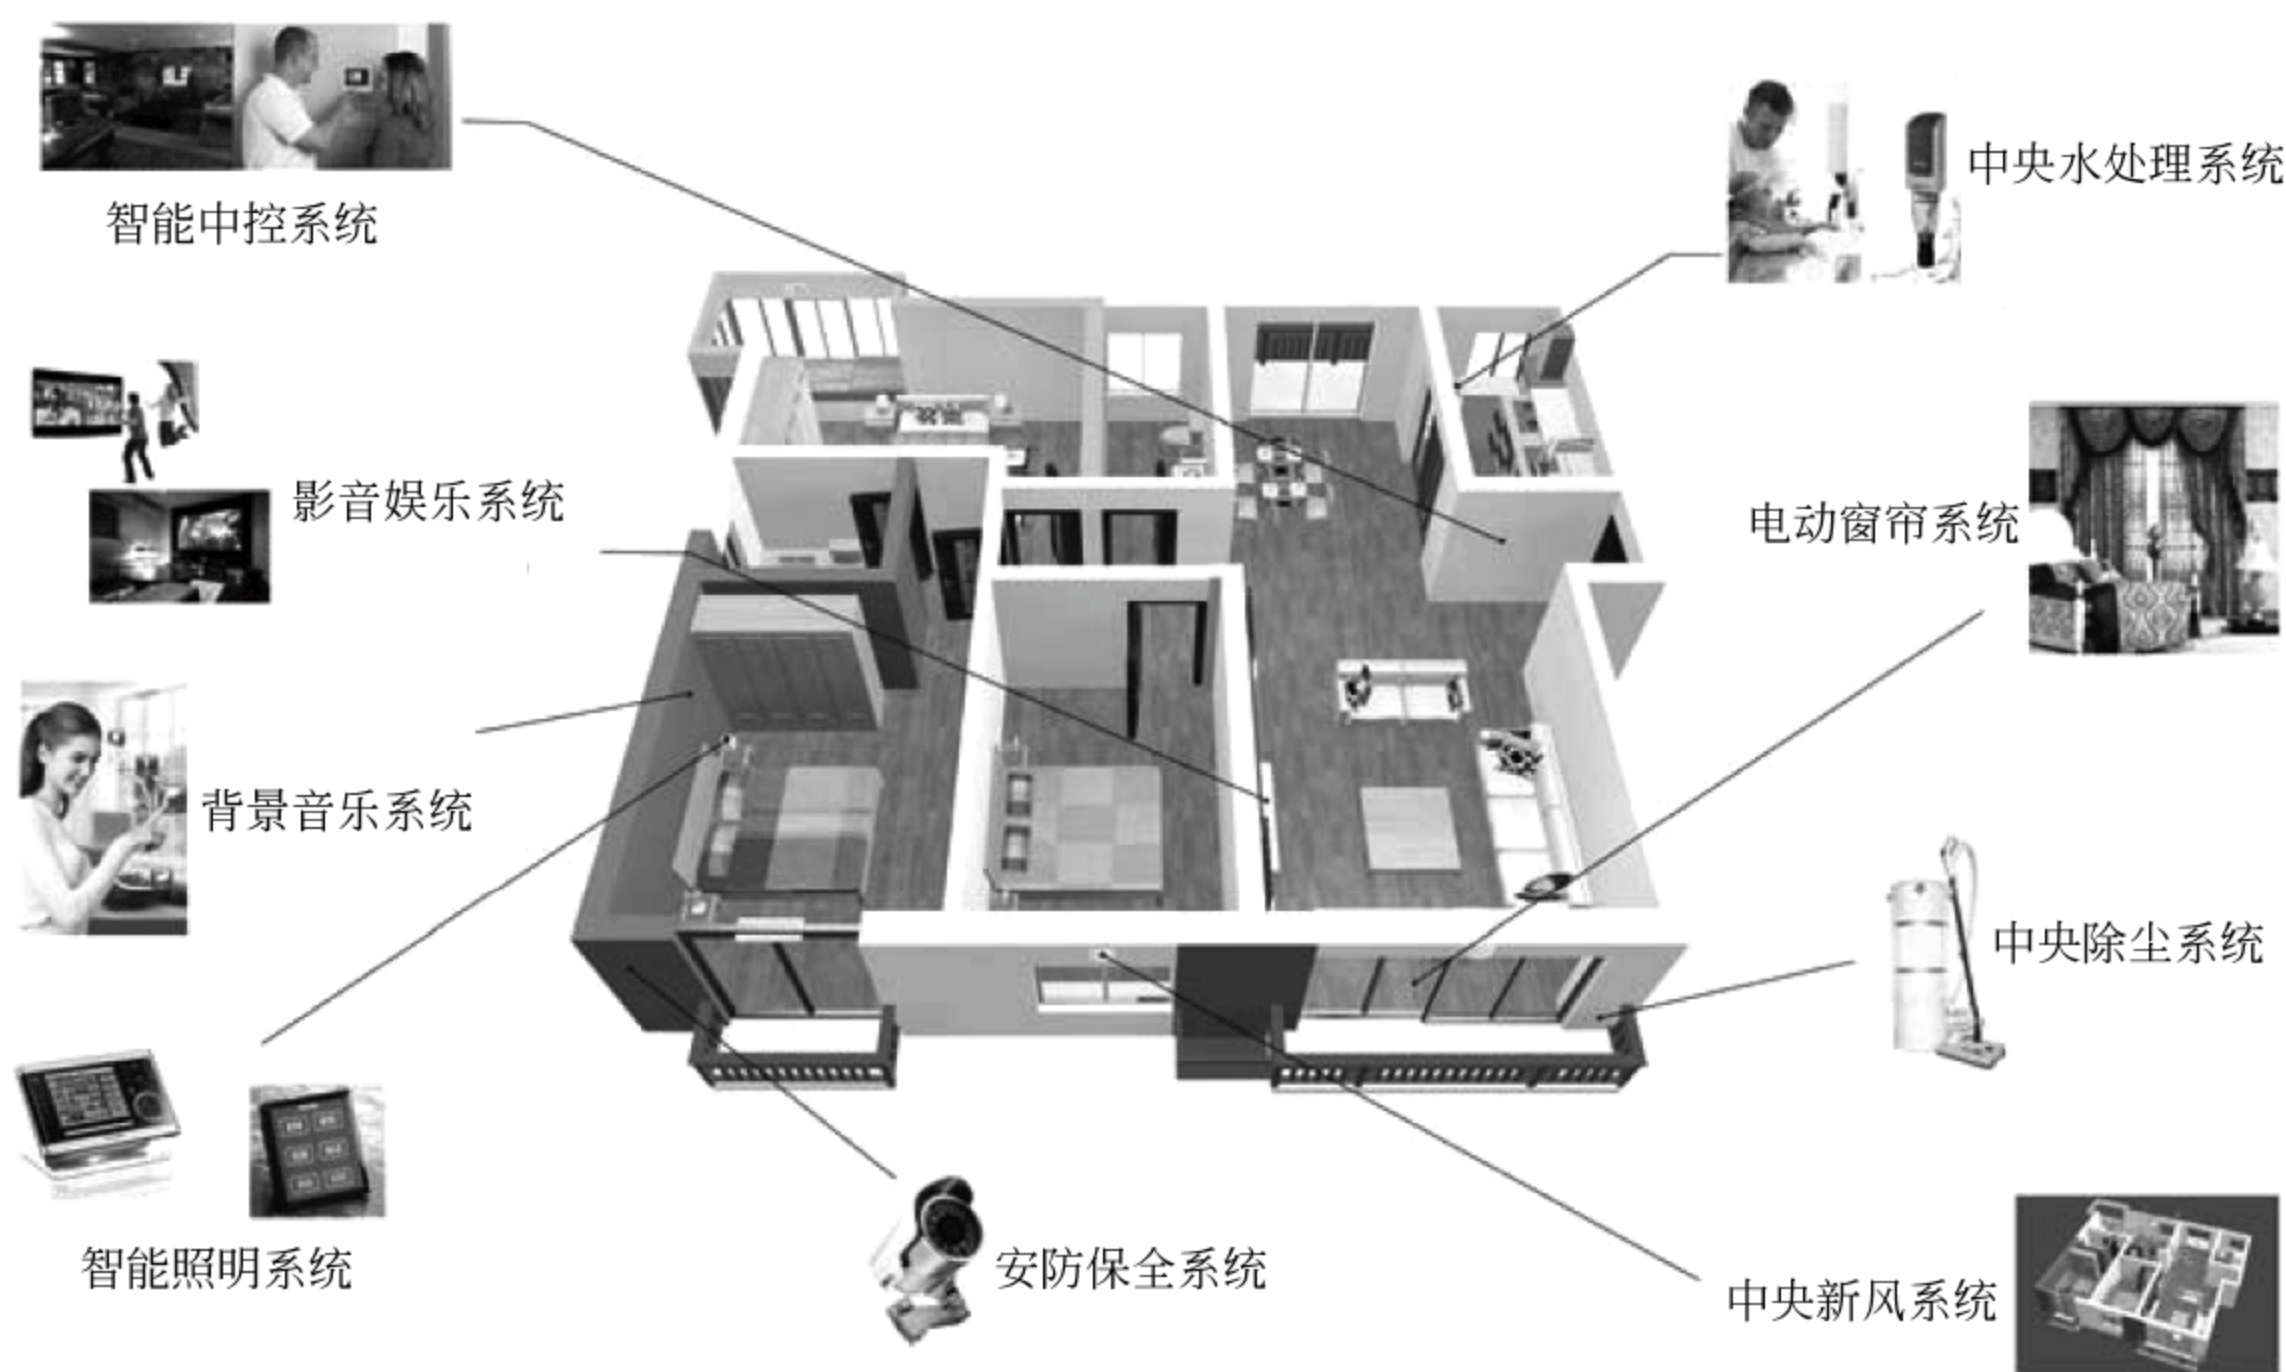 智能中控系统
中央水处理系统
影音娱乐系统
电动窗帘系统
背景音乐系统
中央除尘系统
智能照明系统
安防保全系统
中央新风系统